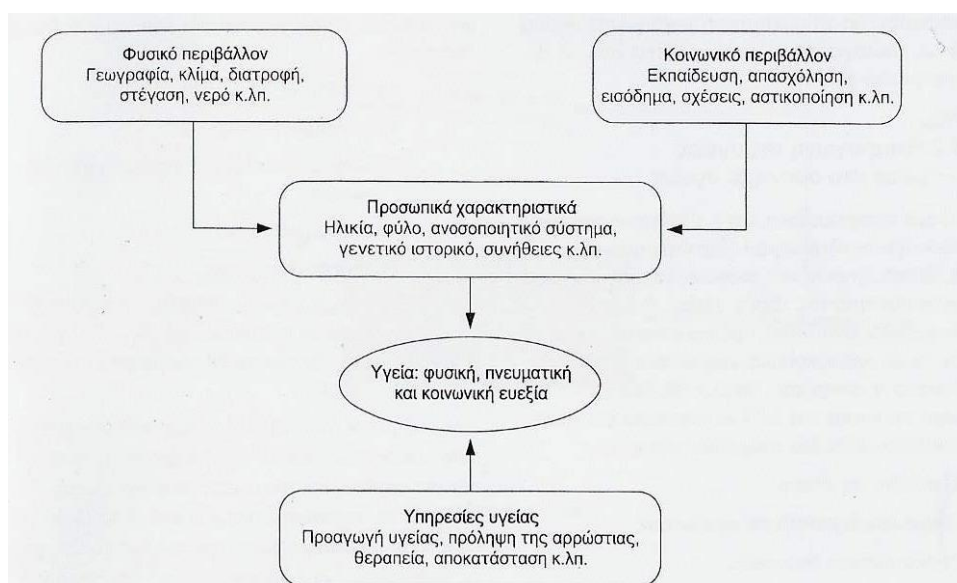 Φυσικό περιβάλλον
Γεωγραφία, κλίμα, διατροφή,
στέγαση, νερό κ.λπ.
Κοινωνικό περιβάλλον
Εκπαίδευση, απασχόληση,
εισόδημα, σχέσεις, αστικοποίηση κ.λπ.
Προσωπικά χαρακτηριστικά
Ηλικία, φύλο, ανοσοποιητικό σύστημα,
γενετικό ιστορικό, συνήθειες κ.λπ.
Υγεία: φυσική, πνευματική
και κοινωνική ευεξία
Υπηρεσίες υγείας
Προαγωγή υγείας, πρόληψη της αρρώστιας,
θεραπεία, αποκατάσταση κ.λπ.